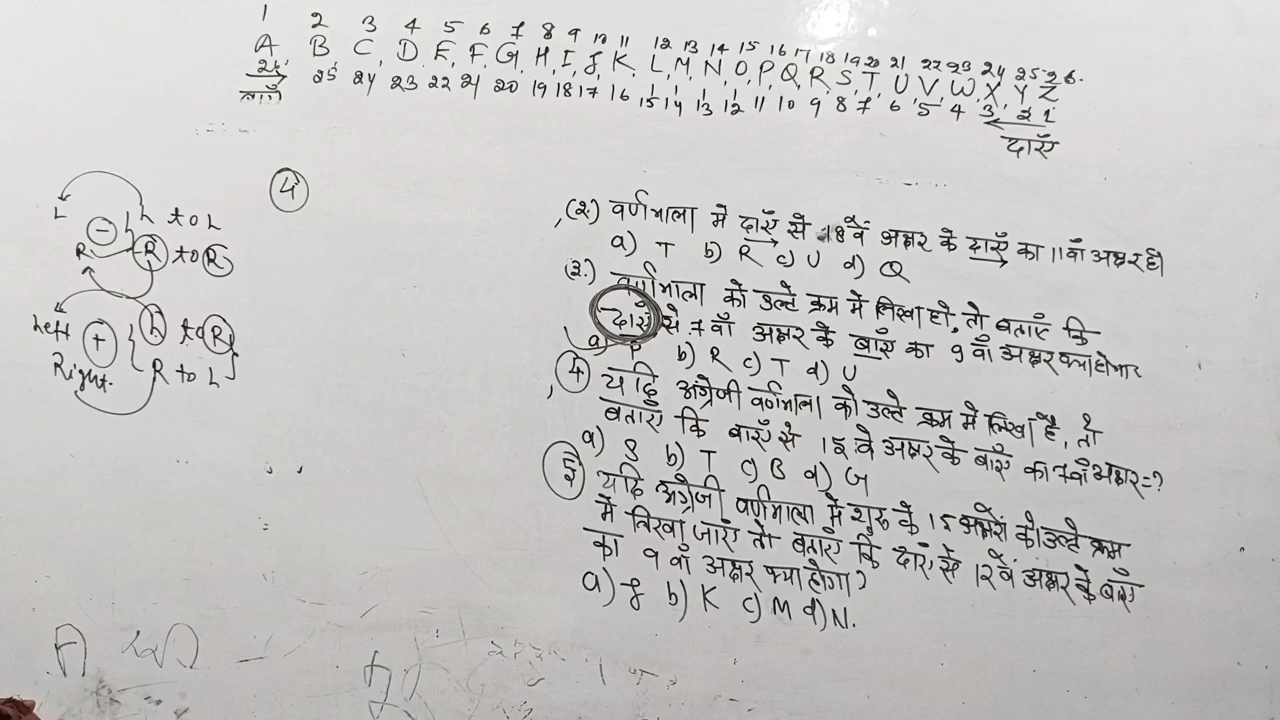 1 2 3 4 5 6 7 8 9 10 11 12 13 14 15 16 17 18 19 20 21 22 23 24 25 26.
A B C D E F G H I J K L M N O P Q R S T U V W X Y Z
26 25 24 23 22 21 20 19 18 17 16 15 14 13 12 11 10 9 8 7 6 5 4 3 2 1
बाएँ
दाएँ
4
L L to L
R - R to R
Left + L to R
Right. R to L
(2.) वर्णमाला में दाएँ से 18वें अक्षर के दाएँ का 11वाँ अक्षर हो
a) T b) R c) U d) Q
(3.) वर्णमाला को उल्टे क्रम में लिखा हो, तो बताएँ कि
दाएँ से 7वाँ अक्षर के बाएँ का 9वाँ अक्षर क्या होगा
a) P b) R c) T d) U
4 यदि अंग्रेजी वर्णमाला को उल्टे क्रम में लिखा है, तो
बताएँ कि बाएँ से 15वे अक्षर के बाएँ का 7वाँ अक्षर = ?
a) S b) T c) B d) G
5 यदि अंग्रेजी वर्णमाला में शुरू के 15 अक्षरों को उल्टे क्रम
में लिखा जाएँ तो बताएँ कि दाएँ से 12वें अक्षर के बाएँ
का 9वाँ अक्षर क्या होगा?
a) J b) K c) M d) N.